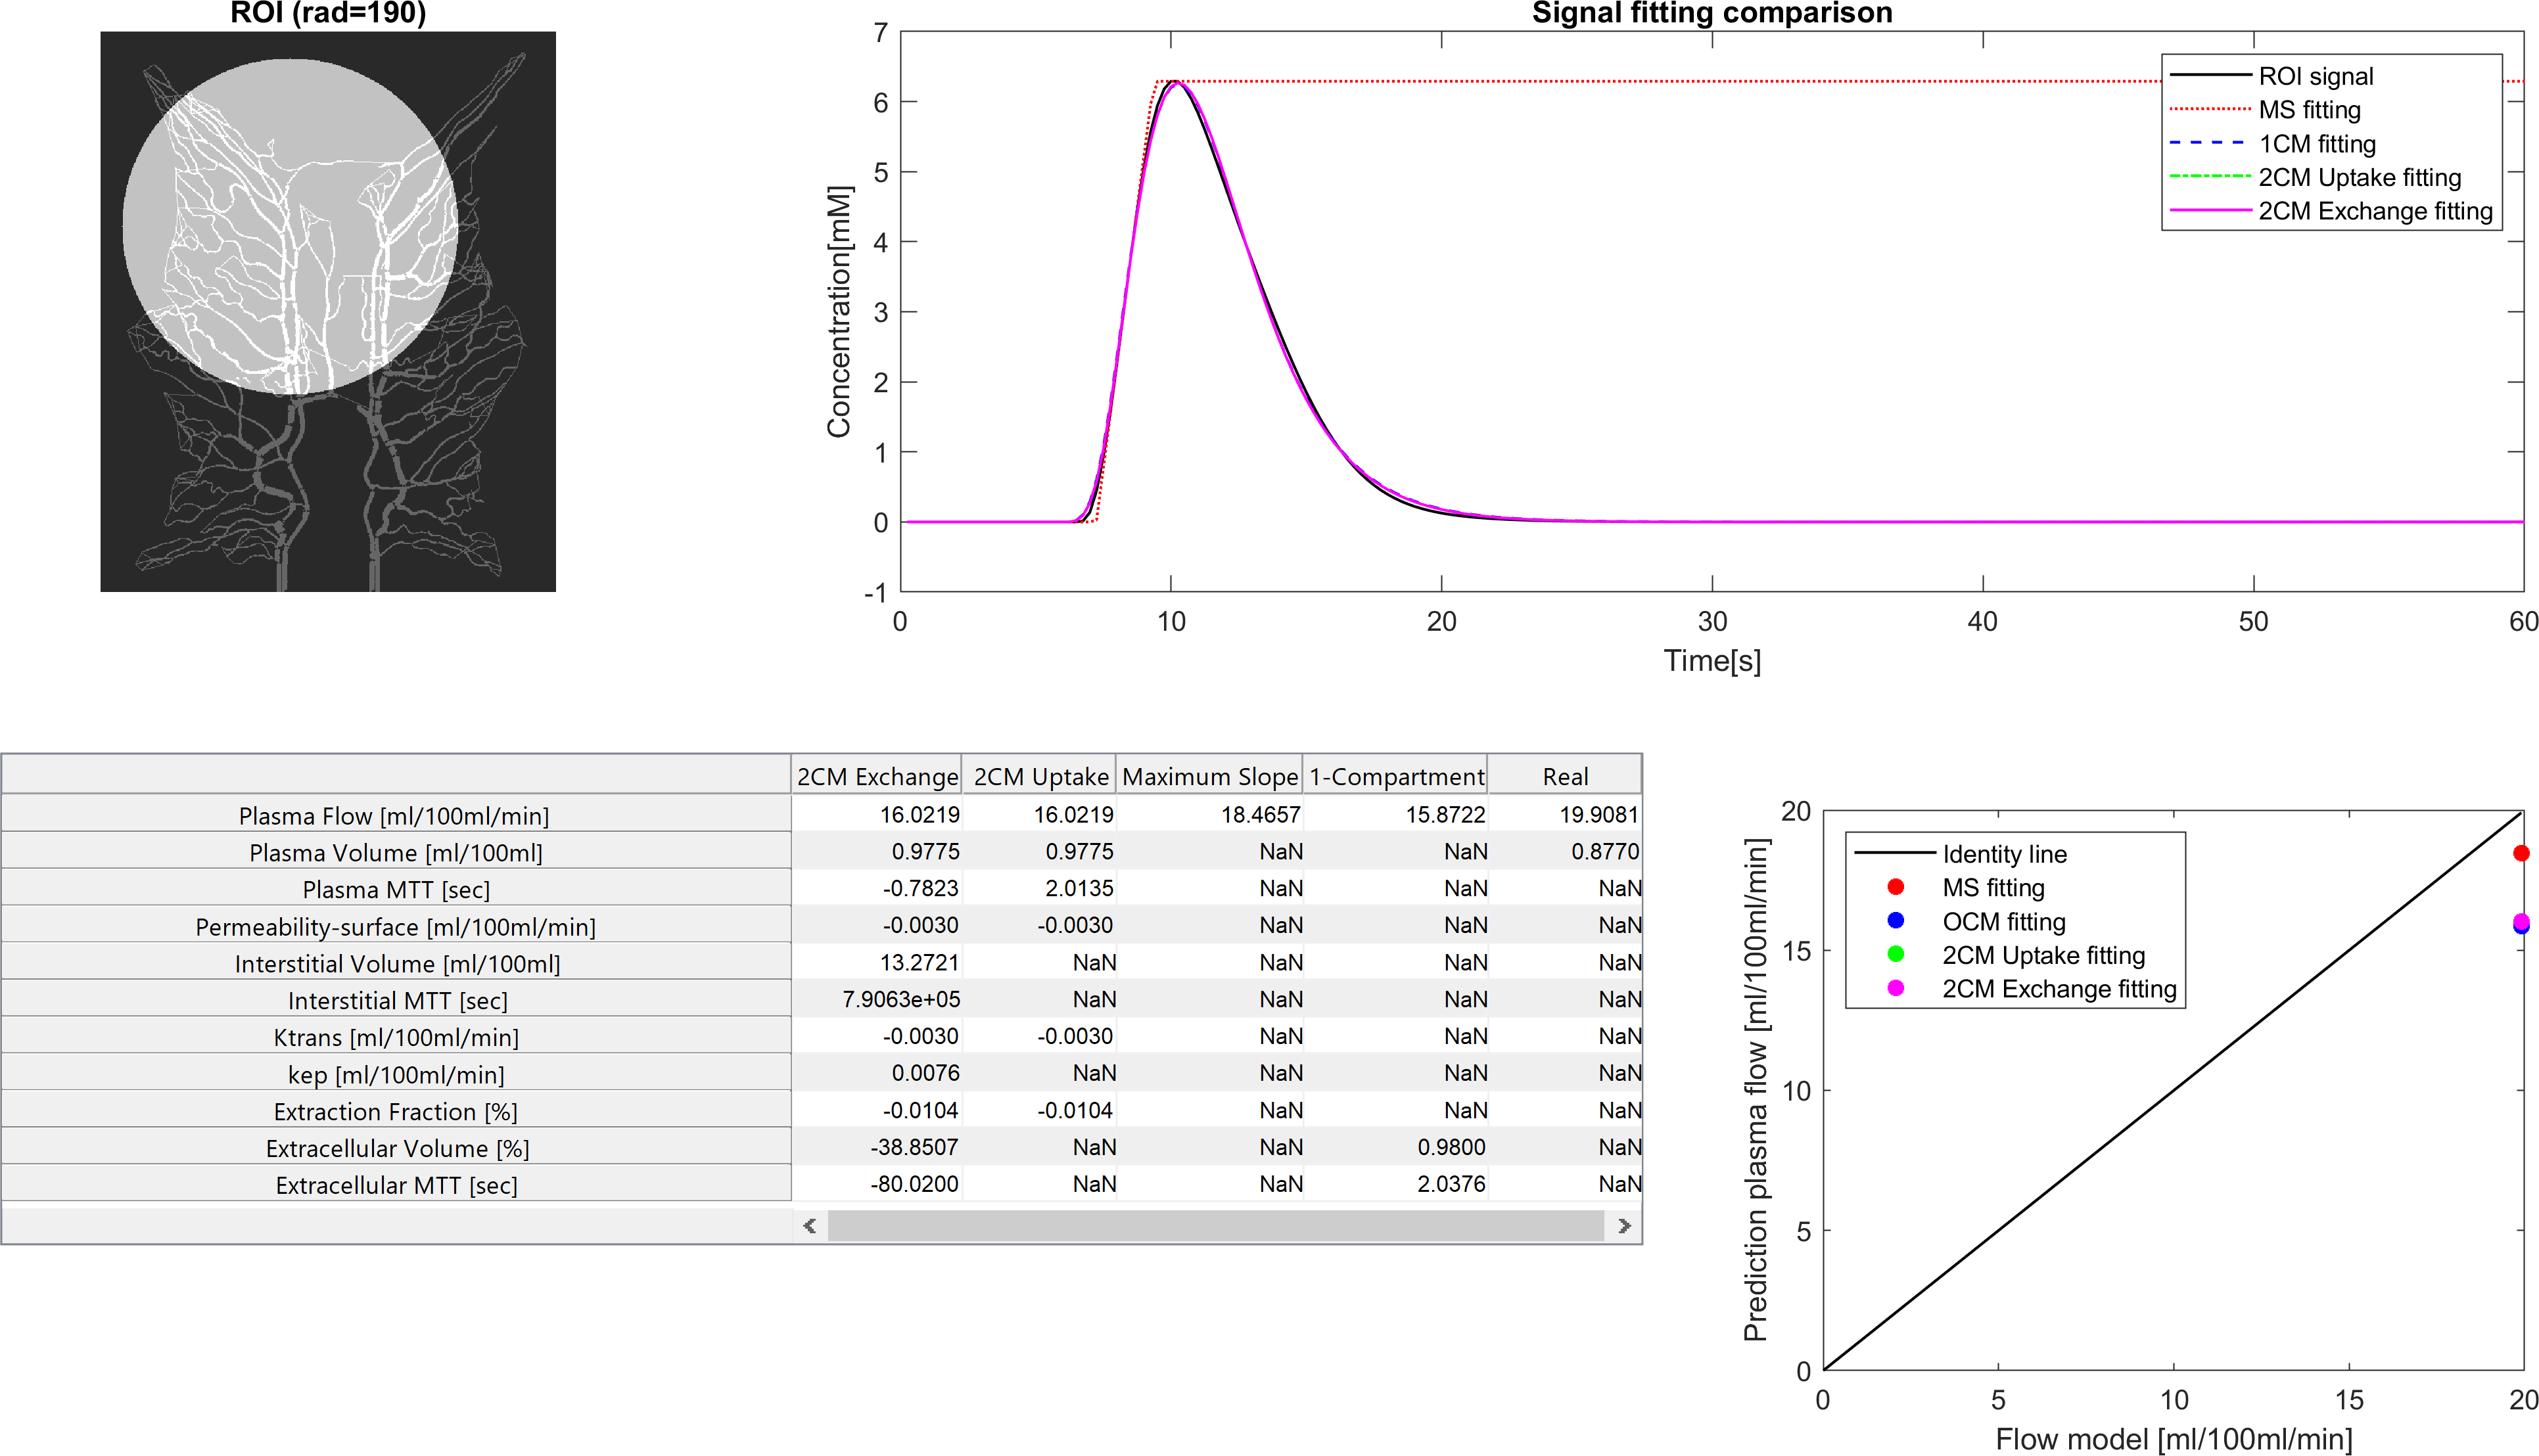 ROI (rad=190)
Signal fitting comparison
7
6
5
4
3
2
1
0
-1
Concentration[mM]
0 10 20 30 40 50 60
Time[s]
ROI signal
MS fitting
1CM fitting
2CM Uptake fitting
2CM Exchange fitting
2CM Exchange 2CM Uptake Maximum Slope 1-Compartment Real
Plasma Flow [ml/100ml/min] 16.0219 16.0219 18.4657 15.8722 19.9081
Plasma Volume [ml/100ml] 0.9775 0.9775 NaN NaN 0.8770
Plasma MTT [sec] -0.7823 2.0135 NaN NaN NaN
Permeability-surface [ml/100ml/min] -0.0030 -0.0030 NaN NaN NaN
Interstitial Volume [ml/100ml] 13.2721 NaN NaN NaN NaN
Interstitial MTT [sec] 7.9063e+05 NaN NaN NaN NaN
Ktrans [ml/100ml/min] -0.0030 -0.0030 NaN NaN NaN
kep [ml/100ml/min] 0.0076 NaN NaN NaN NaN
Extraction Fraction [%] -0.0104 -0.0104 NaN NaN NaN
Extracellular Volume [%] -38.8507 NaN NaN 0.9800 NaN
Extracellular MTT [sec] -80.0200 NaN NaN 2.0376 NaN
20
15
10
5
0
Prediction plasma flow [ml/100ml/min]
Identity line
MS fitting
OCM fitting
2CM Uptake fitting
2CM Exchange fitting
0 5 10 15 20
Flow model [ml/100ml/min]